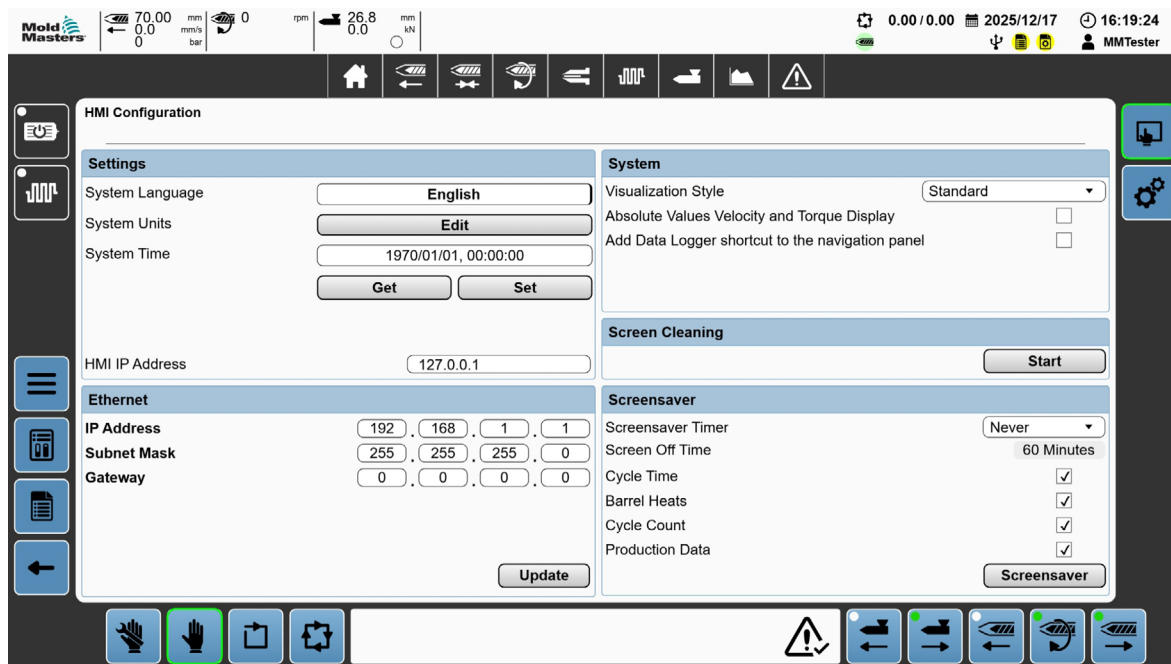 Mold Masters 70.00 mm 0 rpm 26.8 mm 0.00 / 0.00 2025/12/17 16:19:24
0.0 mm/s 0.0 kN
0 bar MMTester
HMI Configuration
Settings
System Language English
System Units Edit
System Time 1970/01/01, 00:00:00
Get Set
HMI IP Address 127.0.0.1
System
Visualization Style Standard
Absolute Values Velocity and Torque Display
Add Data Logger shortcut to the navigation panel
Screen Cleaning
Start
Ethernet
IP Address 192 . 168 . 1 . 1
Subnet Mask 255 . 255 . 255 . 0
Gateway 0 . 0 . 0 . 0
Update
Screensaver
Screensaver Timer Never
Screen Off Time 60 Minutes
Cycle Time
Barrel Heats
Cycle Count
Production Data
Screensaver